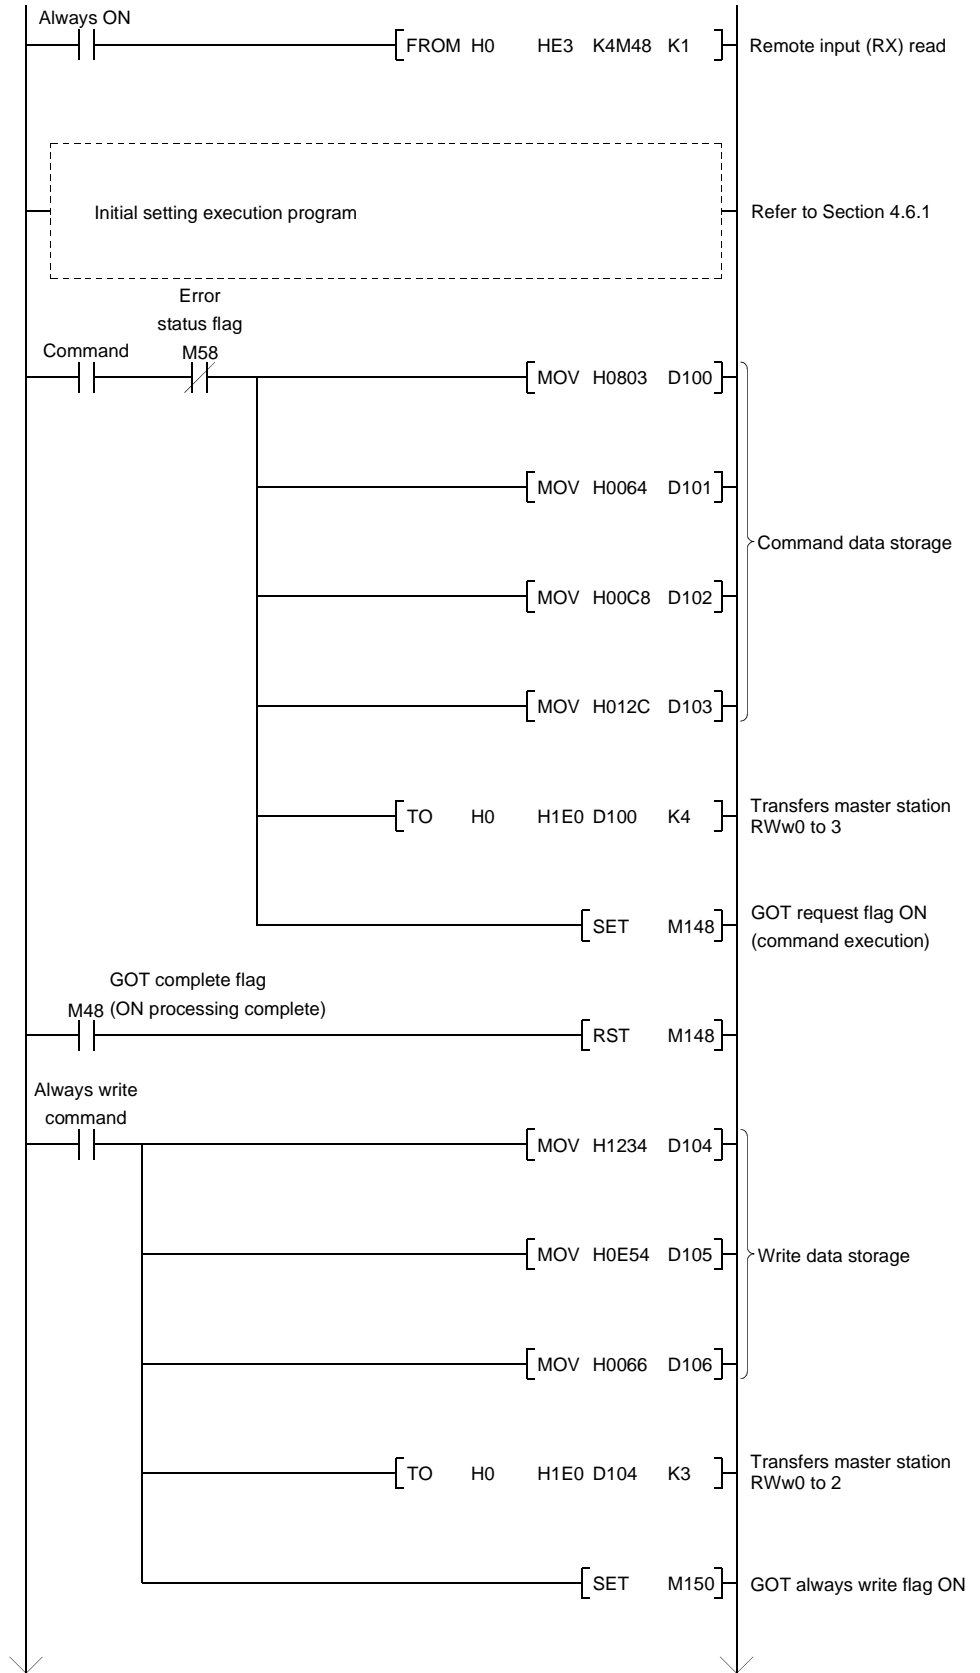 Always ON
FROM H0 HE3 K4M48 K1 Remote input (RX) read
Initial setting execution program Refer to Section 4.6.1
Error
status flag
Command M58
MOV H0803 D100
MOV H0064 D101
Command data storage
MOV H00C8 D102
MOV H012C D103
TO H0 H1E0 D100 K4
Transfers master station
RWw0 to 3
SET M148
GOT request flag ON
(command execution)
GOT complete flag
M48 (ON processing complete)
RST M148
Always write
command
MOV H1234 D104
MOV H0E54 D105 Write data storage
MOV H0066 D106
TO H0 H1E0 D104 K3
Transfers master station
RWw0 to 2
SET M150 GOT always write flag ON